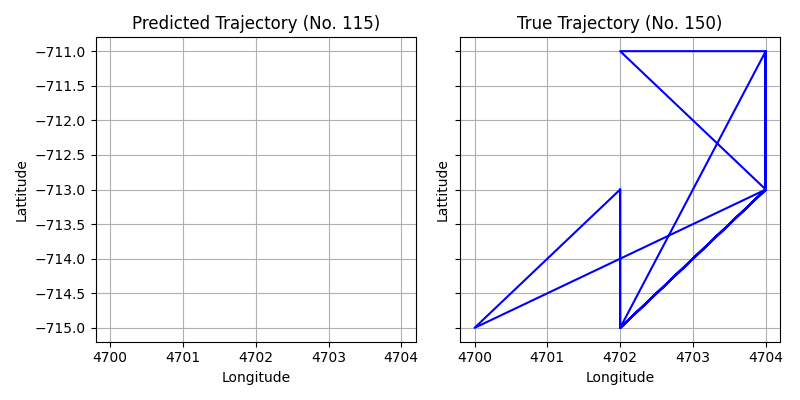 Predicted Trajectory (No. 115)
−711.0
−711.5
−712.0
−712.5
−713.0
−713.5
−714.0
−714.5
−715.0
Lattitude
4700 4701 4702 4703 4704
Longitude
True Trajectory (No. 150)
Lattitude
4700 4701 4702 4703 4704
Longitude